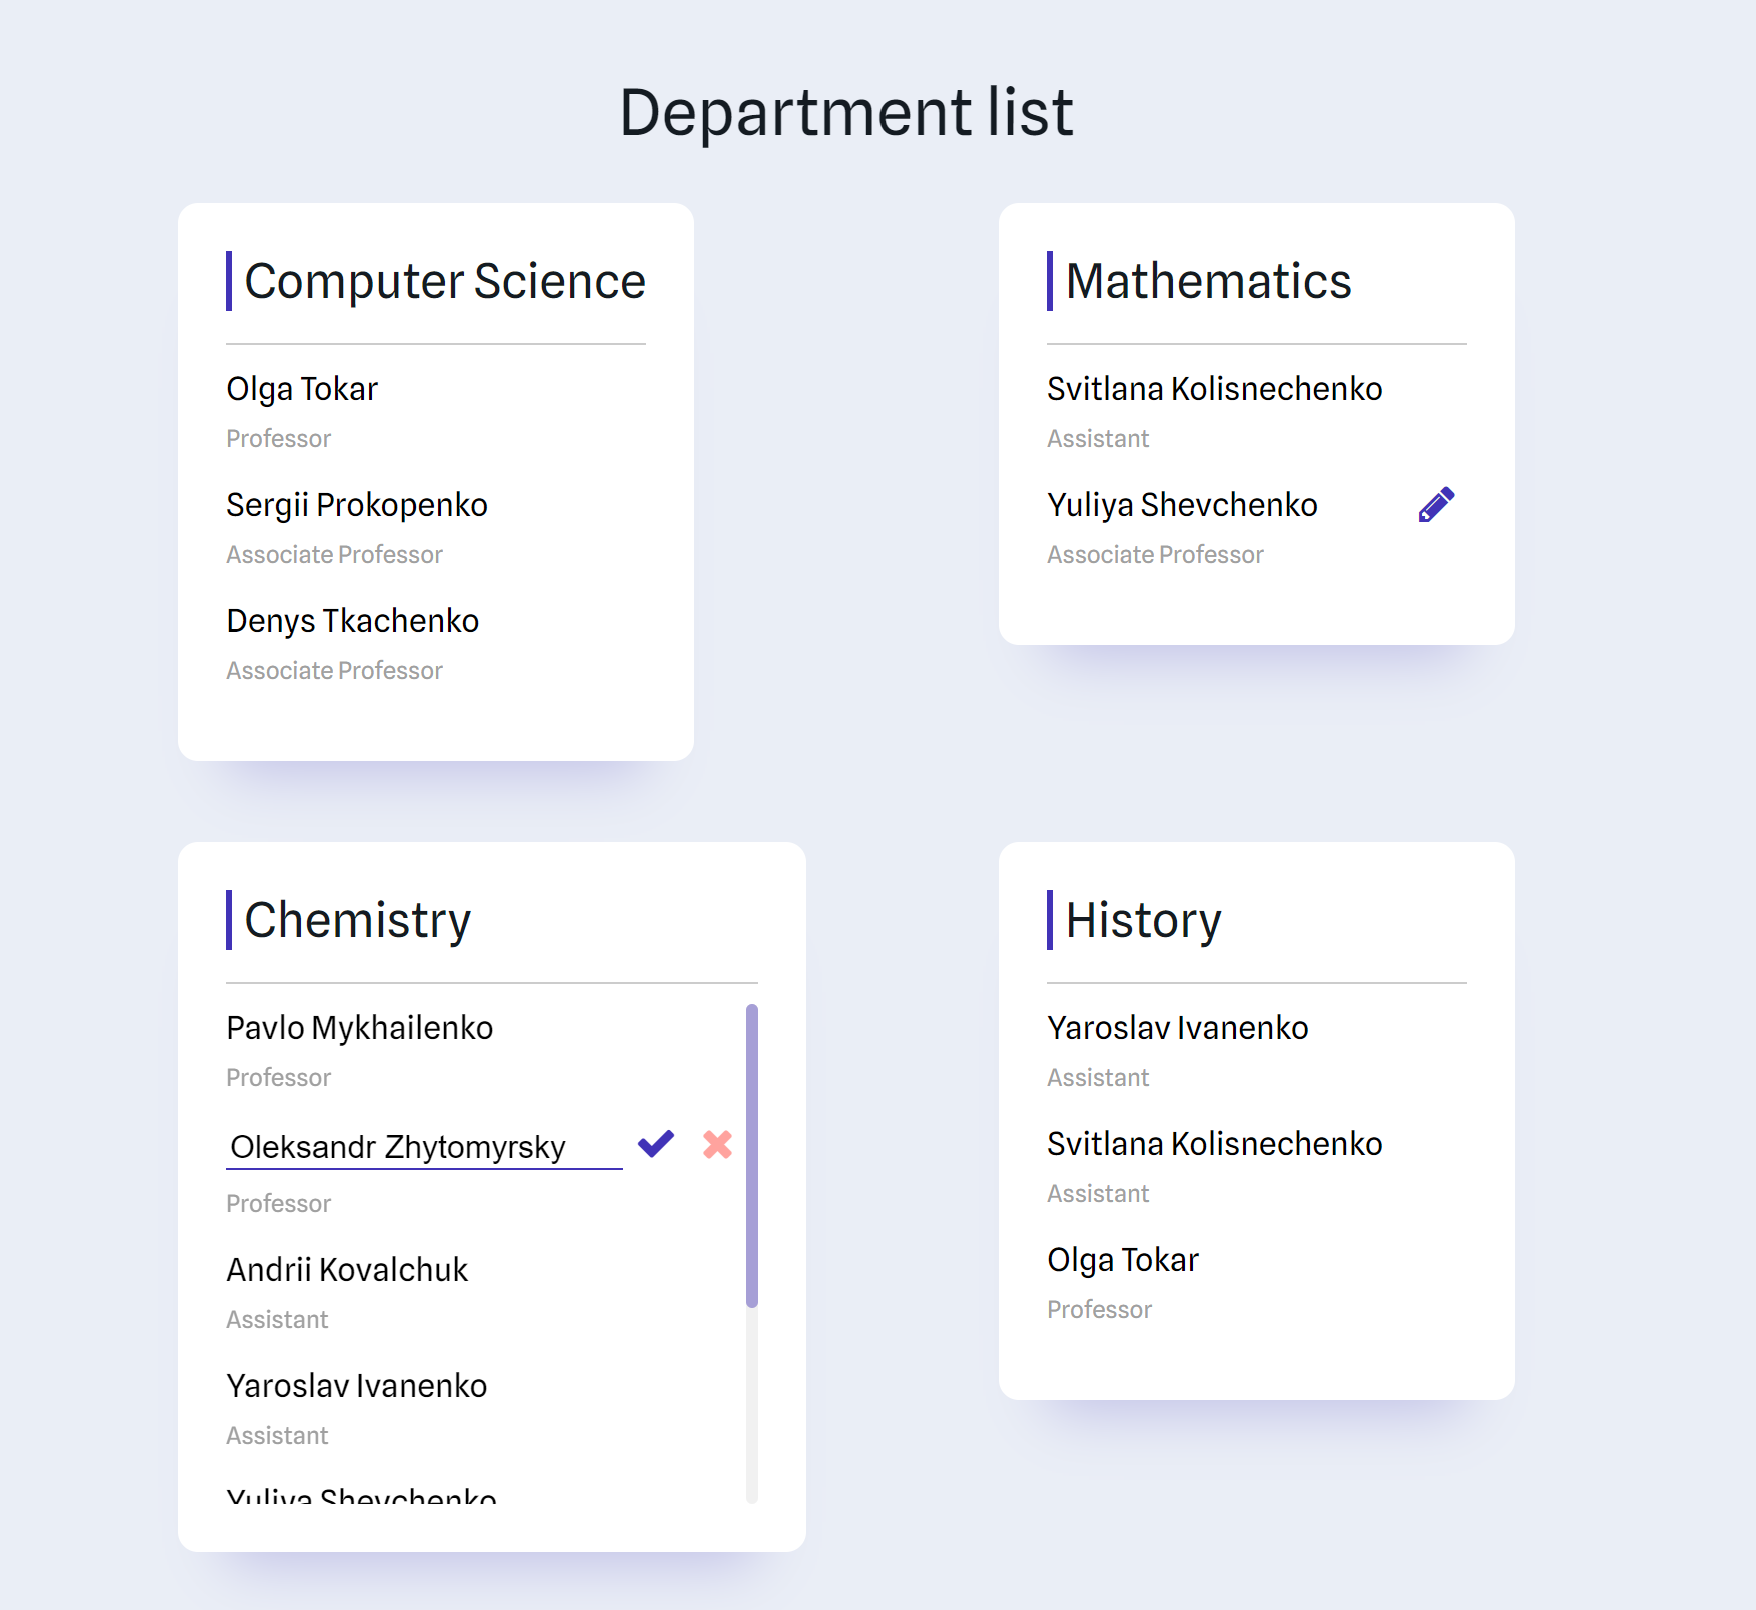 Department list
Computer Science
Olga Tokar
Professor
Sergii Prokopenko
Associate Professor
Denys Tkachenko
Associate Professor
Mathematics
Svitlana Kolisnechenko
Assistant
Yuliya Shevchenko
Associate Professor
Chemistry
Pavlo Mykhailenko
Professor
Oleksandr Zhytomyrsky
Professor
Andrii Kovalchuk
Assistant
Yaroslav Ivanenko
Assistant
Yuliya Shevchenko
History
Yaroslav Ivanenko
Assistant
Svitlana Kolisnechenko
Assistant
Olga Tokar
Professor